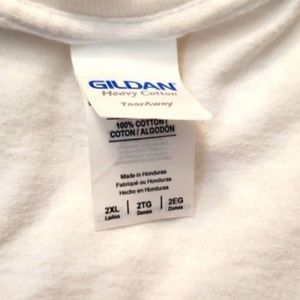 GILDAN
Heavy Cotton
TearAway
100% COTTON /
COTON / ALGODÓN
Made in Honduras
Fabriqué au Honduras
Hecho en Honduras
2XL 2TG 2EG
Ladies Dames Damas